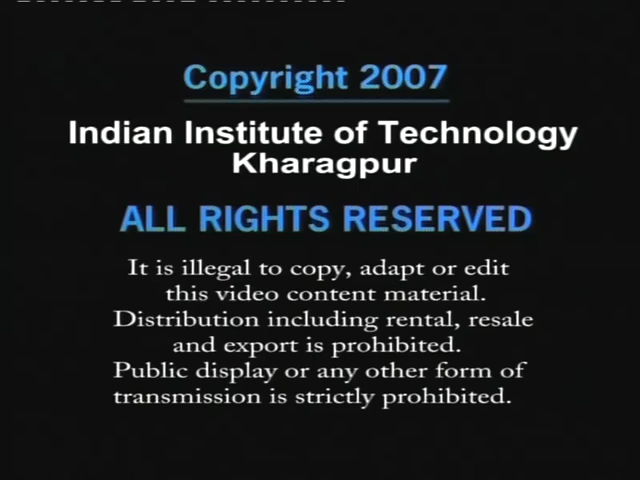 Copyright 2007
Indian Institute of Technology
Kharagpur
ALL RIGHTS RESERVED
It is illegal to copy, adapt or edit
this video content material.
Distribution including rental, resale
and export is prohibited.
Public display or any other form of
transmission is strictly prohibited.